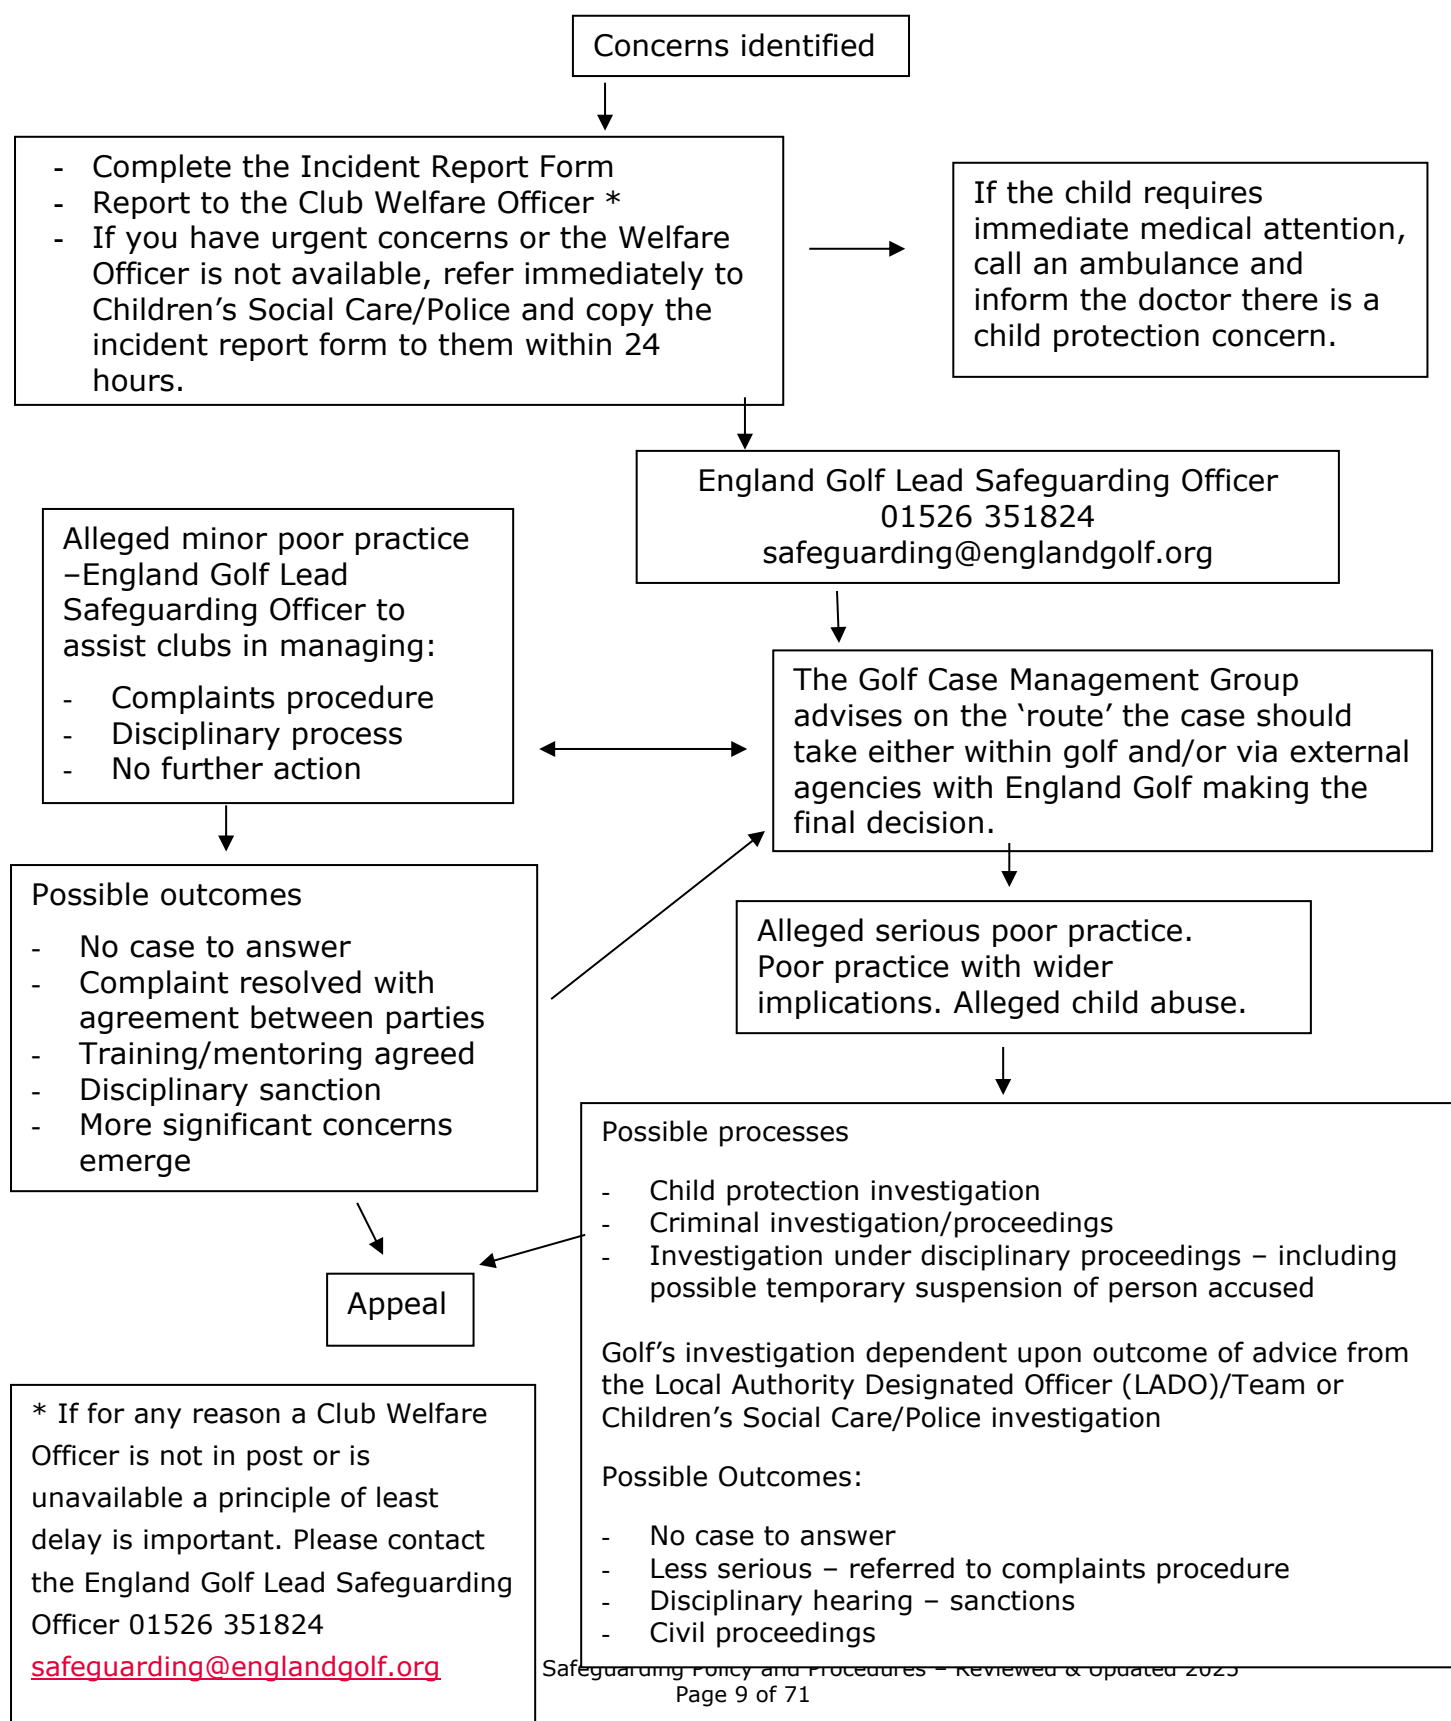 Concerns identified
- Complete the Incident Report Form
- Report to the Club Welfare Officer *
- If you have urgent concerns or the Welfare
Officer is not available, refer immediately to
Children’s Social Care/Police and copy the
incident report form to them within 24
hours.
If the child requires
immediate medical attention,
call an ambulance and
inform the doctor there is a
child protection concern.
England Golf Lead Safeguarding Officer
01526 351824
safeguarding@englandgolf.org
Alleged minor poor practice
–England Golf Lead
Safeguarding Officer to
assist clubs in managing:
- Complaints procedure
- Disciplinary process
- No further action
The Golf Case Management Group
advises on the ‘route’ the case should
take either within golf and/or via external
agencies with England Golf making the
final decision.
Possible outcomes
- No case to answer
- Complaint resolved with
agreement between parties
- Training/mentoring agreed
- Disciplinary sanction
- More significant concerns
emerge
Alleged serious poor practice.
Poor practice with wider
implications. Alleged child abuse.
Possible processes
- Child protection investigation
- Criminal investigation/proceedings
- Investigation under disciplinary proceedings – including
possible temporary suspension of person accused
Golf’s investigation dependent upon outcome of advice from
the Local Authority Designated Officer (LADO)/Team or
Children’s Social Care/Police investigation
Possible Outcomes:
- No case to answer
- Less serious – referred to complaints procedure
- Disciplinary hearing – sanctions
- Civil proceedings
Appeal
* If for any reason a Club Welfare
Officer is not in post or is
unavailable a principle of least
delay is important. Please contact
the England Golf Lead Safeguarding
Officer 01526 351824
safeguarding@englandgolf.org
Safeguarding Policy and Procedures – Reviewed & Updated
Page 9 of 71